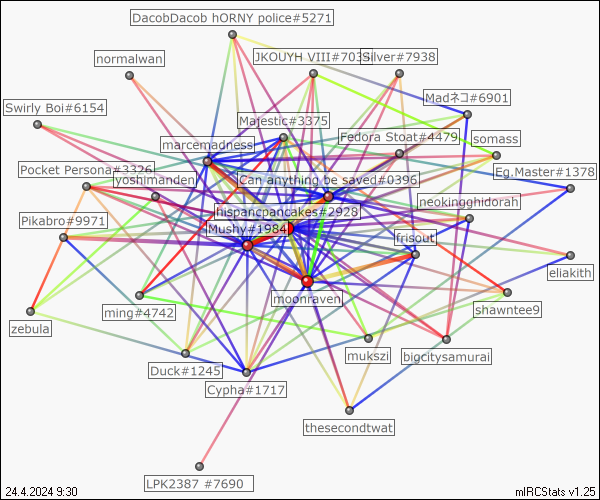 DacobDacob hORNY police#5271
JKOUYH VIII#7035
Silver#7938
normalwan
Madネコ#6901
Swirly Boi#6154
Majestic#3375
Fedora Stoat#4479
somass
marcemadness
Pocket Persona#3326
Can anything be saved#0396
Eg.Master#1378
yoshimanden
neokingghidorah
hispancpancakes#2928
Pikabro#9971
Mushy#1984
frisout
eliakith
moonraven
ming#4742
shawntee9
zebula
mukszi
bigcitysamurai
Duck#1245
Cypha#1717
thesecondtwat
LPK2387 #7690
24.4.2024 9:30
mIRCStats v1.25